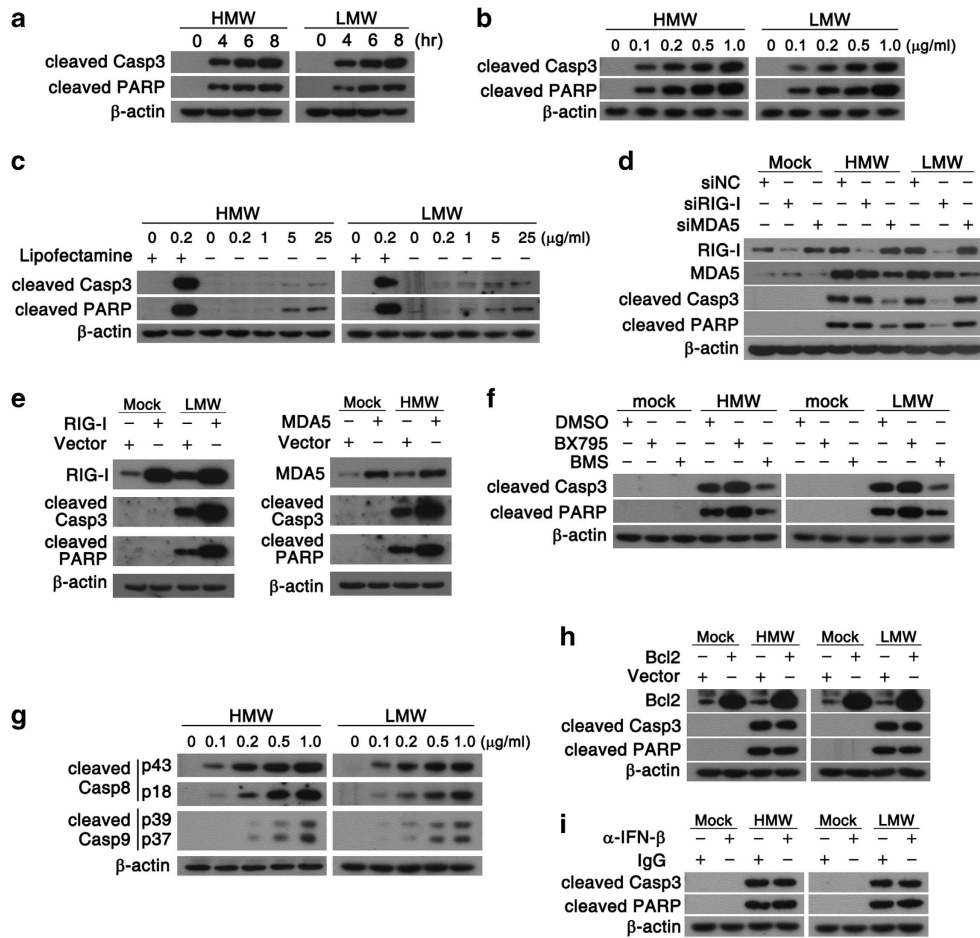 a
HMW LMW
0 4 6 8 0 4 6 8 (hr)
cleaved Casp3
cleaved PARP
β-actin
b
HMW LMW
0 0.1 0.2 0.5 1.0 0 0.1 0.2 0.5 1.0 (μg/ml)
cleaved Casp3
cleaved PARP
β-actin
c
HMW LMW
0 0.2 0 0.2 1 5 25 0 0.2 0 0.2 1 5 25 (μg/ml)
Lipofectamine + + − − − − − + + − − − − −
cleaved Casp3
cleaved PARP
β-actin
d
Mock HMW LMW
siNC + − − + − − + − −
siRIG-I − + − − + − − + −
siMDA5 − − + − − + − − +
RIG-I
MDA5
cleaved Casp3
cleaved PARP
β-actin
e
Mock LMW
RIG-I − + − +
Vector + − + −
RIG-I
cleaved
Casp3
cleaved
PARP
β-actin
Mock HMW
MDA5 − + − +
Vector + − + −
MDA5
cleaved
Casp3
cleaved
PARP
β-actin
f
mock HMW mock LMW
DMSO + − − + − − + − − + − −
BX795 − + − − + − − + − − + −
BMS − − + − − + − − + − − +
cleaved Casp3
cleaved PARP
β-actin
g
HMW LMW
0 0.1 0.2 0.5 1.0 0 0.1 0.2 0.5 1.0 (μg/ml)
cleaved Casp8 p43
p18
cleaved Casp9 p39
p37
β-actin
h
Mock HMW Mock LMW
Bcl2 − + − + − + − +
Vector + − + − + − + −
Bcl2
cleaved Casp3
cleaved PARP
β-actin
i
Mock HMW Mock LMW
α-IFN-β − + − + − + − +
IgG + − + − + − + −
cleaved Casp3
cleaved PARP
β-actin